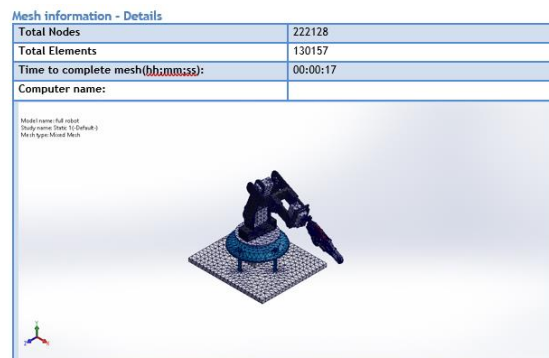 Mesh information - Details
Total Nodes 222128
Total Elements 130157
Time to complete mesh(hh;mm;ss): 00:00:17
Computer name:
Model name: full robot
Study name: Static 1(-Default-)
Mesh type: Mixed Mesh